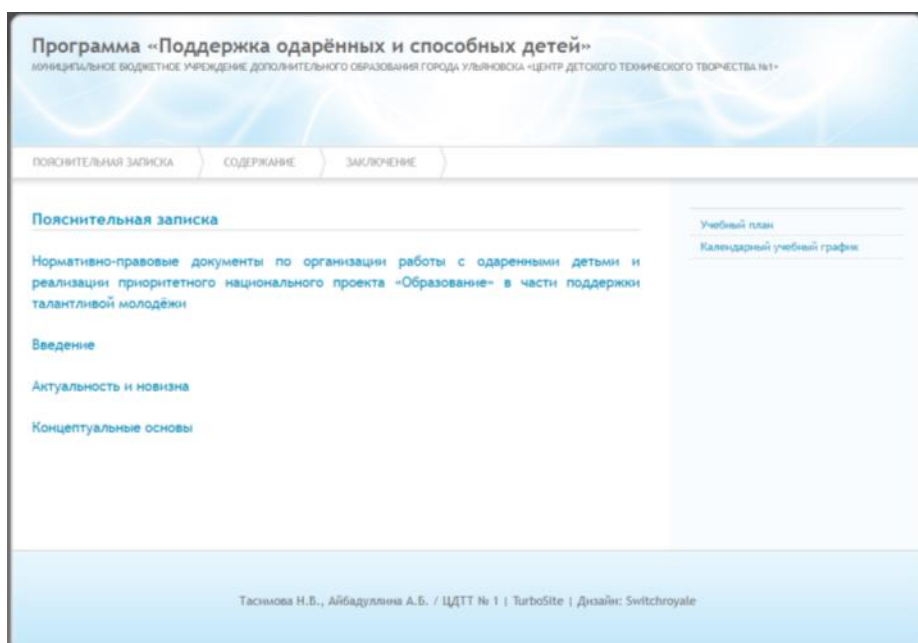 Программа «Поддержка одарённых и способных детей»
МУНИЦИПАЛЬНОЕ БЮДЖЕТНОЕ УЧРЕЖДЕНИЕ ДОПОЛНИТЕЛЬНОГО ОБРАЗОВАНИЯ ГОРОДА УЛЬЯНОВСКА «ЦЕНТР ДЕТСКОГО ТЕХНИЧЕСКОГО ТВОРЧЕСТВА №1»
ПОЯСНИТЕЛЬНАЯ ЗАПИСКА СОДЕРЖАНИЕ ЗАКЛЮЧЕНИЕ
Пояснительная записка
Нормативно-правовые документы по организации работы с одаренными детьми и
реализации приоритетного национального проекта «Образование» в части поддержки
талантливой молодёжи
Введение
Актуальность и новизна
Концептуальные основы
Учебный план
Календарный учебный график
Тасимова Н.В., Айбадуллина А.Б. / ЦДТТ № 1 | TurboSite | Дизайн: Switchroyale